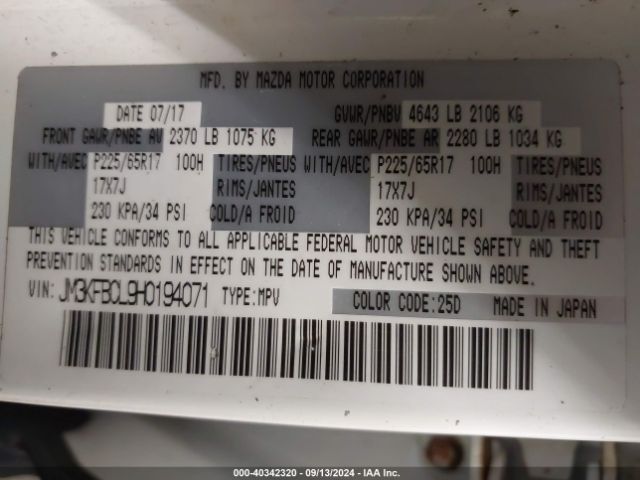 MFD. BY MAZDA MOTOR CORPORATION
DATE 07/17 GVWR/PNBV 4643 LB 2106 KG
FRONT GAWR/PNBE AV 2370 LB 1075 KG REAR GAWR/PNBE AR 2280 LB 1034 KG
WITH/AVEC P225/65R17 100H TIRES/PNEUS WITH/AVEC P225/65R17 100H TIRES/PNEUS
17X7J RIMS/JANTES 17X7J RIMS/JANTES
230 KPA/34 PSI COLD/A FROID 230 KPA/34 PSI COLD/A FROID
THIS VEHICLE CONFORMS TO ALL APPLICABLE FEDERAL MOTOR VEHICLE SAFETY AND THEFT
PREVENTION STANDARDS IN EFFECT ON THE DATE OF MANUFACTURE SHOWN ABOVE.
VIN: JM3KFBCL9H0194071 TYPE:MPV COLOR CODE:25D MADE IN JAPAN
000-40342320 - 09/13/2024 - IAA Inc.